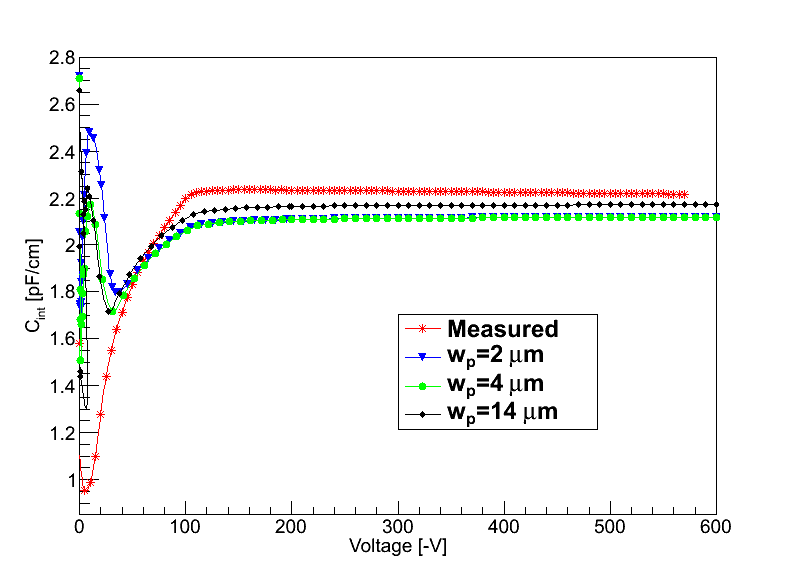 2.8
2.6
2.4
2.2
2
1.8
1.6
1.4
1.2
1
C_int [pF/cm]
Measured
w_p=2 μm
w_p=4 μm
w_p=14 μm
0 100 200 300 400 500 600
Voltage [-V]